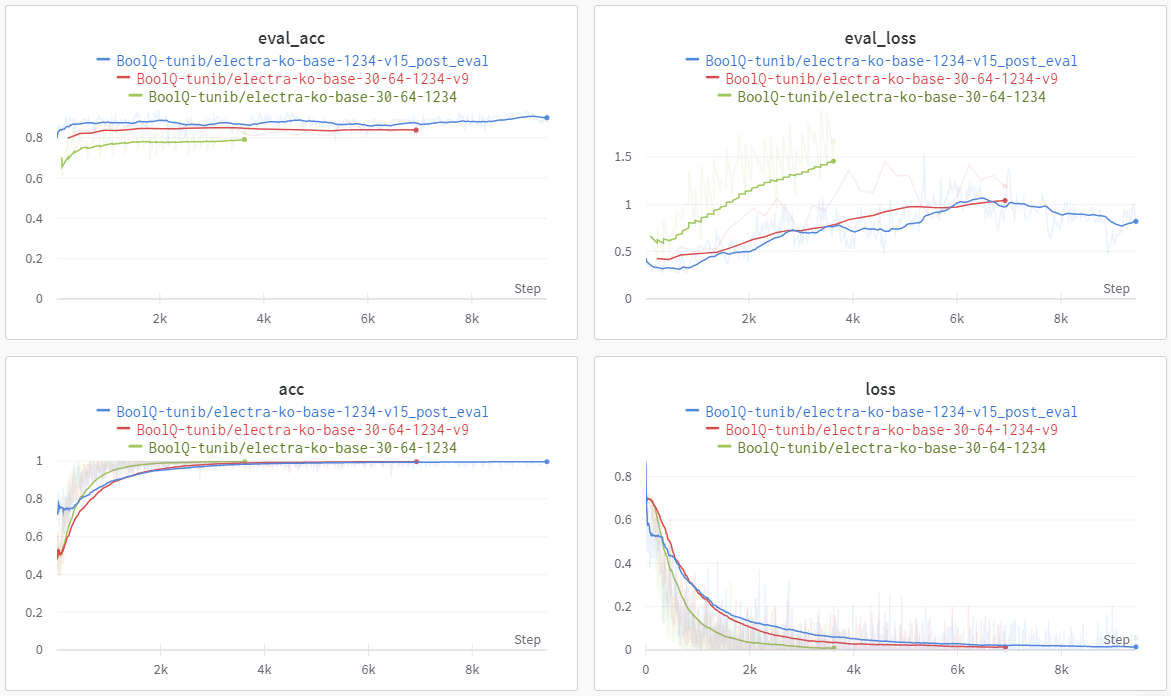 eval_acc
BoolQ-tunib/electra-ko-base-1234-v15_post_eval
BoolQ-tunib/electra-ko-base-30-64-1234-v9
BoolQ-tunib/electra-ko-base-30-64-1234
0.8
0.6
0.4
0.2
0
Step
2k 4k 6k 8k
eval_loss
BoolQ-tunib/electra-ko-base-1234-v15_post_eval
BoolQ-tunib/electra-ko-base-30-64-1234-v9
BoolQ-tunib/electra-ko-base-30-64-1234
1.5
1
0.5
0
Step
2k 4k 6k 8k
acc
BoolQ-tunib/electra-ko-base-1234-v15_post_eval
BoolQ-tunib/electra-ko-base-30-64-1234-v9
BoolQ-tunib/electra-ko-base-30-64-1234
1
0.8
0.6
0.4
0.2
0
Step
2k 4k 6k 8k
loss
BoolQ-tunib/electra-ko-base-1234-v15_post_eval
BoolQ-tunib/electra-ko-base-30-64-1234-v9
BoolQ-tunib/electra-ko-base-30-64-1234
0.8
0.6
0.4
0.2
0
Step
0 2k 4k 6k 8k